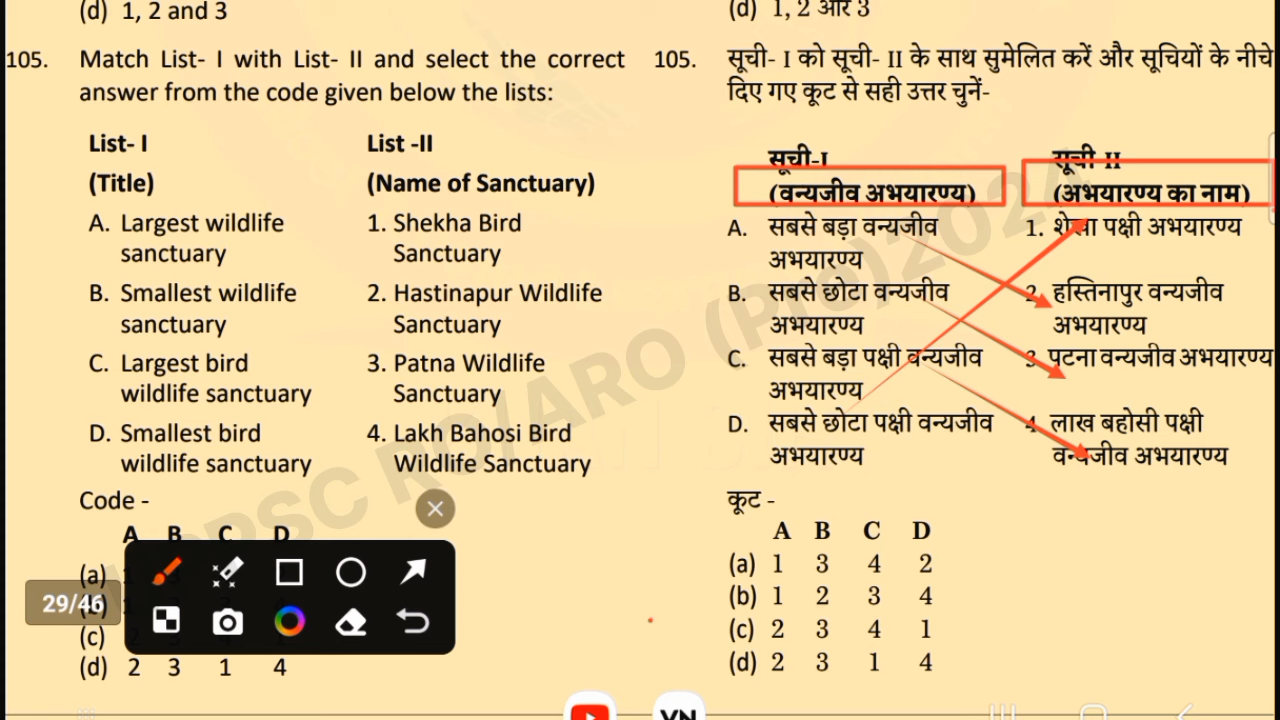 (d) 1, 2 and 3
105. Match List- I with List- II and select the correct
answer from the code given below the lists:
List- I List -II
(Title) (Name of Sanctuary)
A. Largest wildlife 1. Shekha Bird
sanctuary Sanctuary
B. Smallest wildlife 2. Hastinapur Wildlife
sanctuary Sanctuary
C. Largest bird 3. Patna Wildlife
wildlife sanctuary Sanctuary
D. Smallest bird 4. Lakh Bahosi Bird
wildlife sanctuary Wildlife Sanctuary
Code -
A B C D
(a) 1
29/46
(c)
(d) 2 3 1 4
(d) 1, 2 और 3
105. सूची- I को सूची- II के साथ सुमेलित करें और सूचियों के नीचे
दिए गए कूट से सही उत्तर चुनें-
सूची-I सूची II
(वन्यजीव अभयारण्य) (अभयारण्य का नाम)
A. सबसे बड़ा वन्यजीव 1. शेखा पक्षी अभयारण्य
अभयारण्य
B. सबसे छोटा वन्यजीव 2. हस्तिनापुर वन्यजीव
अभयारण्य अभयारण्य
C. सबसे बड़ा पक्षी वन्यजीव 3. पटना वन्यजीव अभयारण्य
अभयारण्य
D. सबसे छोटा पक्षी वन्यजीव 4. लाख बहोसी पक्षी
अभयारण्य वन्यजीव अभयारण्य
कूट -
A B C D
(a) 1 3 4 2
(b) 1 2 3 4
(c) 2 3 4 1
(d) 2 3 1 4
RO/ARO (Pre) 2024
VN